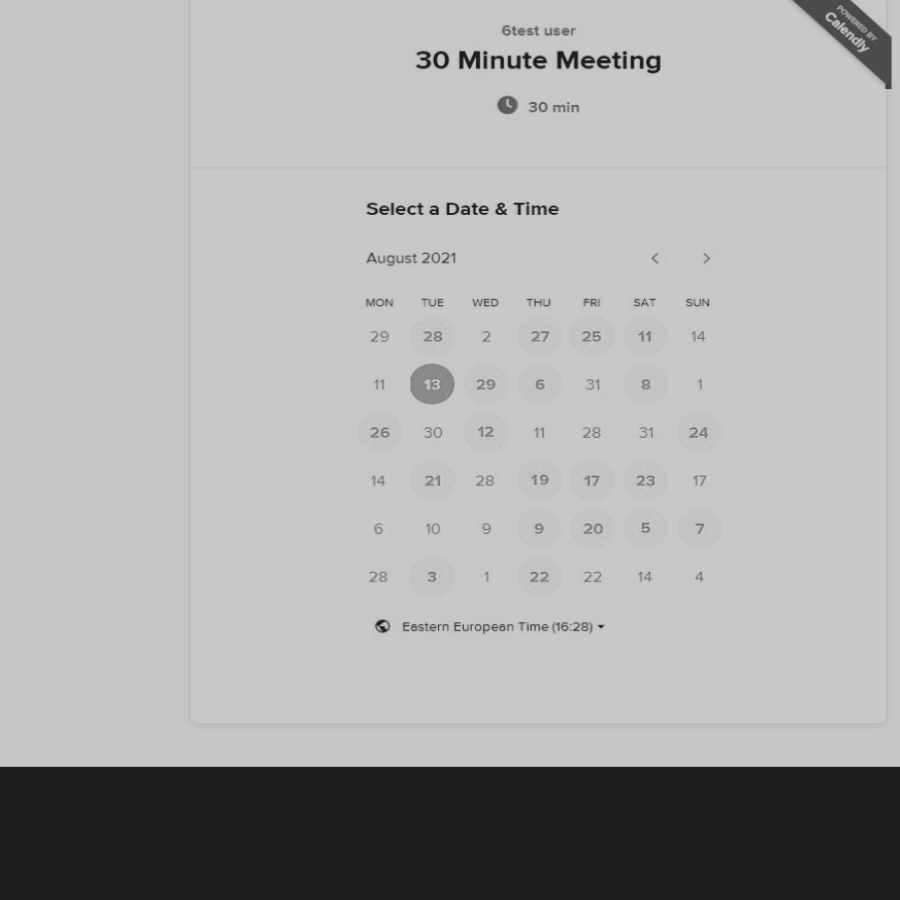 POWERED BY
Calendly
6test user
30 Minute Meeting
30 min
Select a Date & Time
August 2021
MON TUE WED THU FRI SAT SUN
29 28 2 27 25 11 14
11 13 29 6 31 8 1
26 30 12 11 28 31 24
14 21 28 19 17 23 17
6 10 9 9 20 5 7
28 3 1 22 22 14 4
Eastern European Time (16:28)